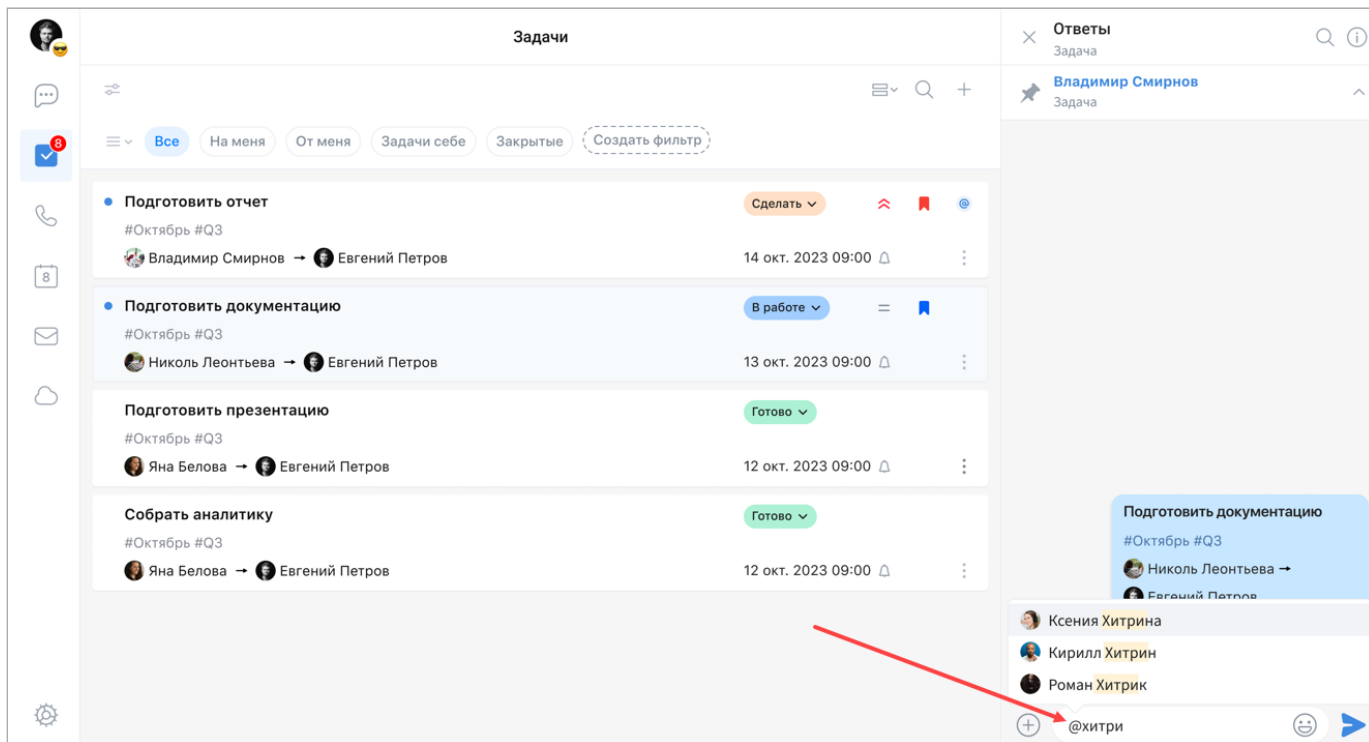 Задачи
Ответы
Задача
Владимир Смирнов
Задача
8
8
Все
На меня
От меня
Задачи себе
Закрытые
Создать фильтр
Подготовить отчет
Сделать
@
#Октябрь #Q3
Владимир Смирнов → Евгений Петров
14 окт. 2023 09:00
Подготовить документацию
В работе
#Октябрь #Q3
Николь Леонтьева → Евгений Петров
13 окт. 2023 09:00
Подготовить презентацию
Готово
#Октябрь #Q3
Яна Белова → Евгений Петров
12 окт. 2023 09:00
Собрать аналитику
Готово
#Октябрь #Q3
Яна Белова → Евгений Петров
12 окт. 2023 09:00
Подготовить документацию
#Октябрь #Q3
Николь Леонтьева →
Евгений Петров
Ксения Хитрина
Кирилл Хитрин
Роман Хитрик
@хитри